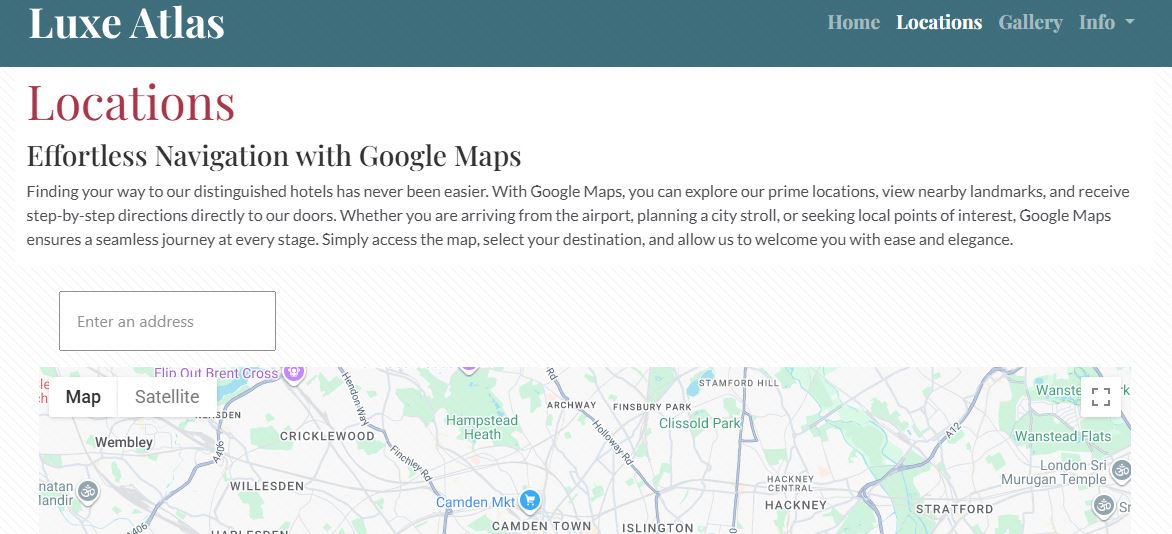 Luxe Atlas
Home Locations Gallery Info
Locations
Effortless Navigation with Google Maps
Finding your way to our distinguished hotels has never been easier. With Google Maps, you can explore our prime locations, view nearby landmarks, and receive
step-by-step directions directly to our doors. Whether you are arriving from the airport, planning a city stroll, or seeking local points of interest, Google Maps
ensures a seamless journey at every stage. Simply access the map, select your destination, and allow us to welcome you with ease and elegance.
Enter an address
Flip Out Brent Cross
Map Satellite
Hendon Way
Rd
STAMFORD HILL
ARCHWAY
FINSBURY PARK
Hampstead
Heath
Clissold Park
Wembley
CRICKLEWOOD
A406
Finchley Rd
Holloway Rd
A12
Wanstead Flats
London Sri
Murugan Temple
WILLESDEN
HACKNEY
CENTRAL
HACKNEY
Camden Mkt
STRATFORD
A406
CAMDEN TOWN
ISLINGTON
HARLESDEN